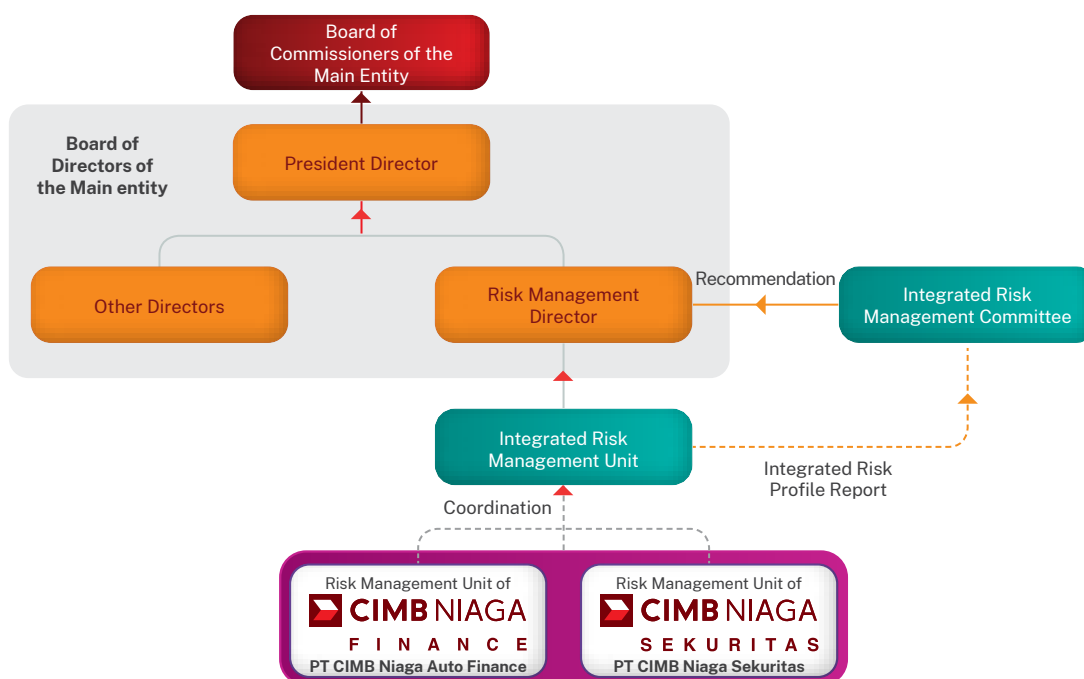 Board of
Commissioners of the
Main Entity
Board of
Directors of
the Main entity
President Director
Other Directors
Risk Management
Director
Recommendation
Integrated Risk
Management Committee
Integrated Risk
Management Unit
Integrated Risk
Profile Report
Coordination
Risk Management Unit of
CIMB NIAGA
FINANCE
PT CIMB Niaga Auto Finance
Risk Management Unit of
CIMB NIAGA
SEKURITAS
PT CIMB Niaga Sekuritas